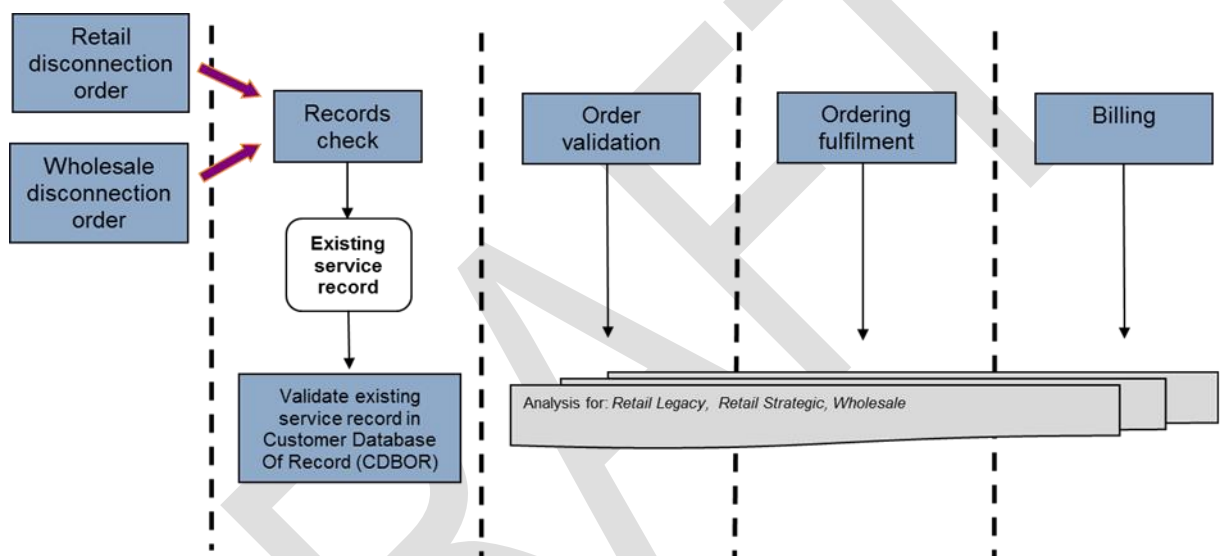 Retail
disconnection
order
Wholesale
disconnection
order
Records
check
Existing
service
record
Validate existing
service record in
Customer Database
Of Record (CDBOR)
Order
validation
Ordering
fulfilment
Billing
Analysis for: Retail Legacy, Retail Strategic, Wholesale
DRAFT